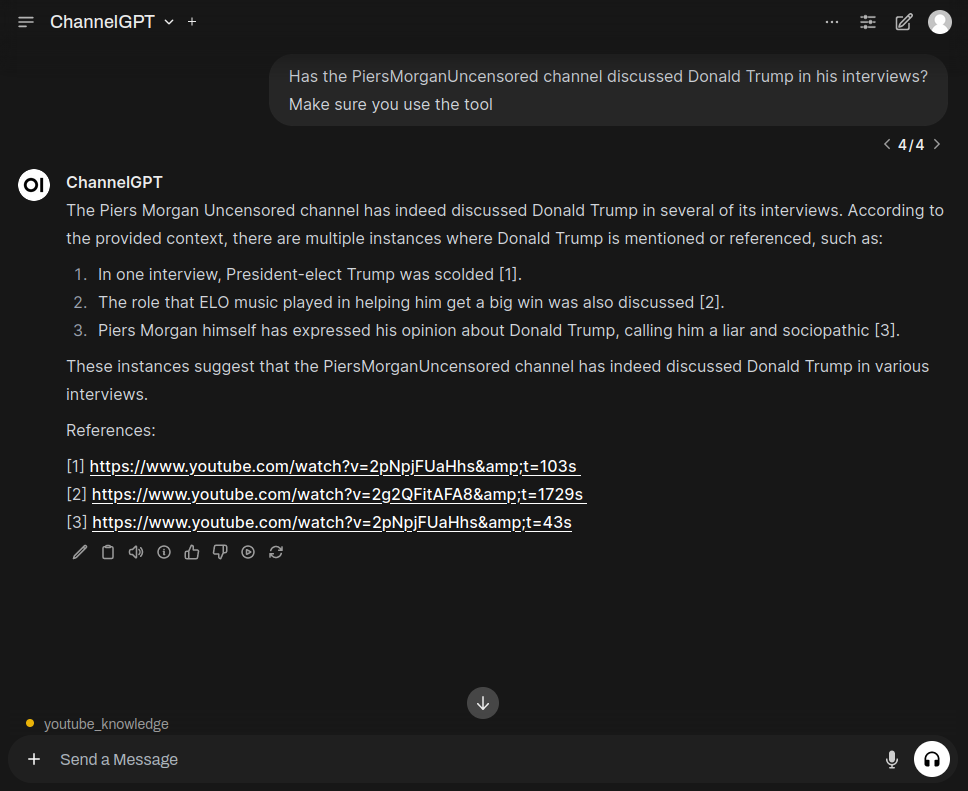 ChannelGPT
Has the PiersMorganUncensored channel discussed Donald Trump in his interviews?
Make sure you use the tool
4/4
OI
ChannelGPT
The Piers Morgan Uncensored channel has indeed discussed Donald Trump in several of its interviews. According to
the provided context, there are multiple instances where Donald Trump is mentioned or referenced, such as:
1. In one interview, President-elect Trump was scolded [1].
2. The role that ELO music played in helping him get a big win was also discussed [2].
3. Piers Morgan himself has expressed his opinion about Donald Trump, calling him a liar and sociopathic [3].
These instances suggest that the PiersMorganUncensored channel has indeed discussed Donald Trump in various
interviews.
References:
[1] https://www.youtube.com/watch?v=2pNpjFUaHhs&amp;t=103s
[2] https://www.youtube.com/watch?v=2g2QFitAFA8&amp;t=1729s
[3] https://www.youtube.com/watch?v=2pNpjFUaHhs&amp;t=43s
youtube_knowledge
Send a Message